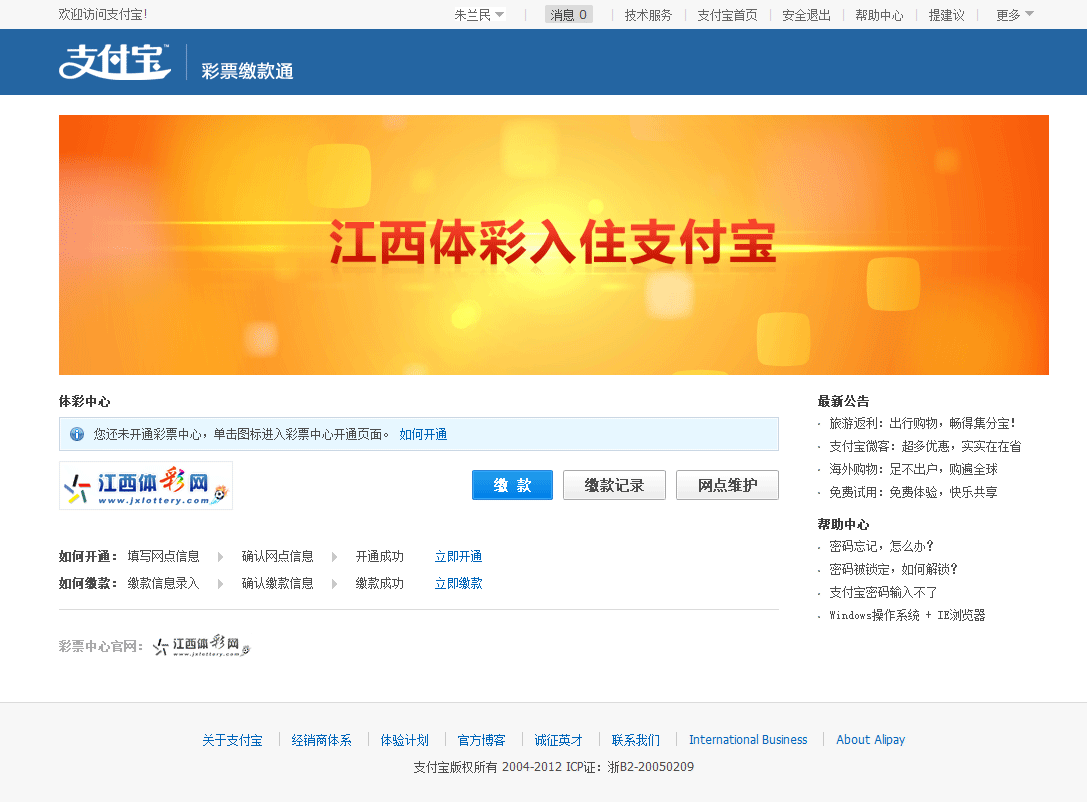 欢迎访问支付宝!
朱兰民 消息 0 技术服务 支付宝首页 安全退出 帮助中心 提建议 更多
支付宝™ 彩票缴款通
江西体彩入住支付宝
体彩中心
您还未开通彩票中心，单击图标进入彩票中心开通页面。 如何开通
江西体彩网
www.jxlottery.com
缴 款 缴款记录 网点维护
如何开通： 填写网点信息 确认网点信息 开通成功 立即开通
如何缴款： 缴款信息录入 确认缴款信息 缴款成功 立即缴款
彩票中心官网： 江西体彩网
www.jxlottery.com
最新公告
· 旅游返利：出行购物，畅得集分宝！
· 支付宝微客：超多优惠，实实在在省
· 海外购物：足不出户，购遍全球
· 免费试用：免费体验，快乐共享
帮助中心
· 密码忘记，怎么办？
· 密码被锁定，如何解锁？
· 支付宝密码输入不了
· Windows操作系统 + IE浏览器
关于支付宝 经销商体系 体验计划 官方博客 诚征英才 联系我们 International Business About Alipay
支付宝版权所有 2004-2012 ICP证：浙B2-20050209